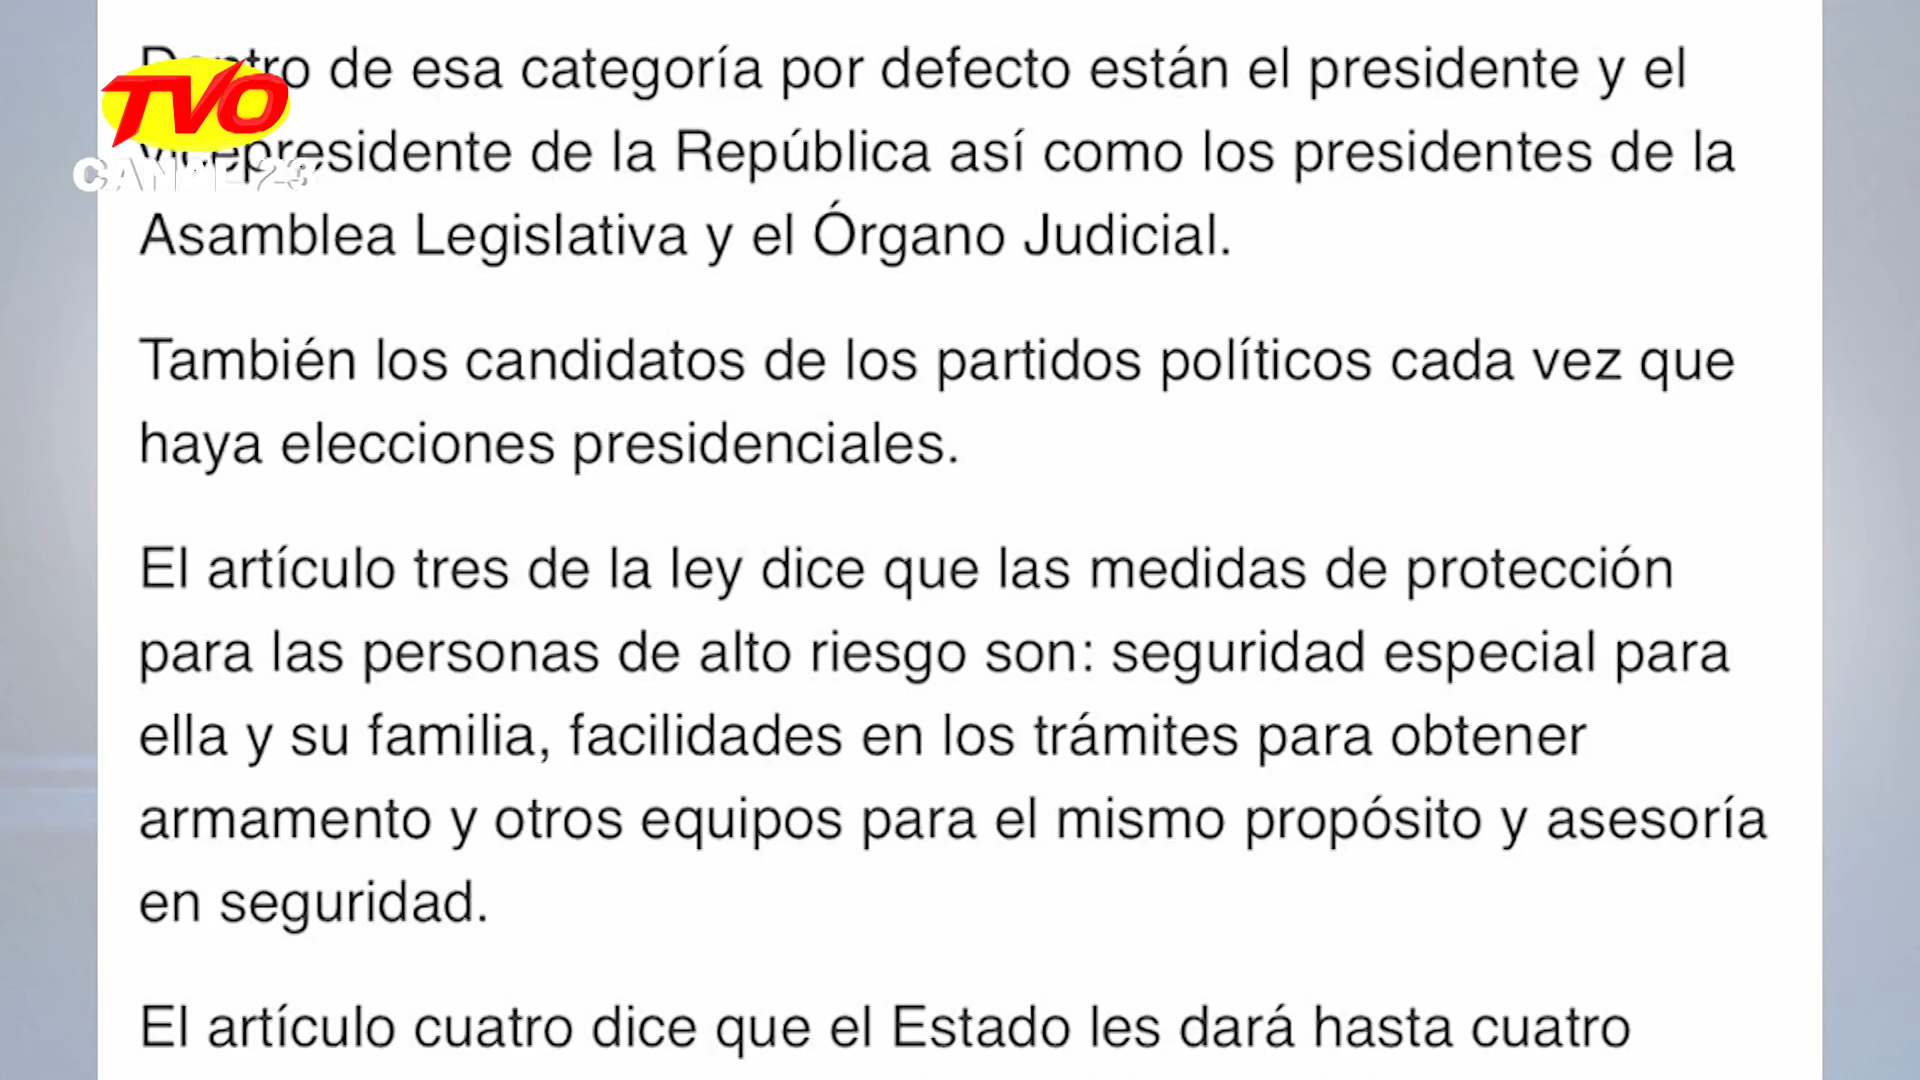 TVO
CANAL 23
Dentro de esa categoría por defecto están el presidente y el
vicepresidente de la República así como los presidentes de la
Asamblea Legislativa y el Órgano Judicial.
También los candidatos de los partidos políticos cada vez que
haya elecciones presidenciales.
El artículo tres de la ley dice que las medidas de protección
para las personas de alto riesgo son: seguridad especial para
ella y su familia, facilidades en los trámites para obtener
armamento y otros equipos para el mismo propósito y asesoría
en seguridad.
El artículo cuatro dice que el Estado les dará hasta cuatro